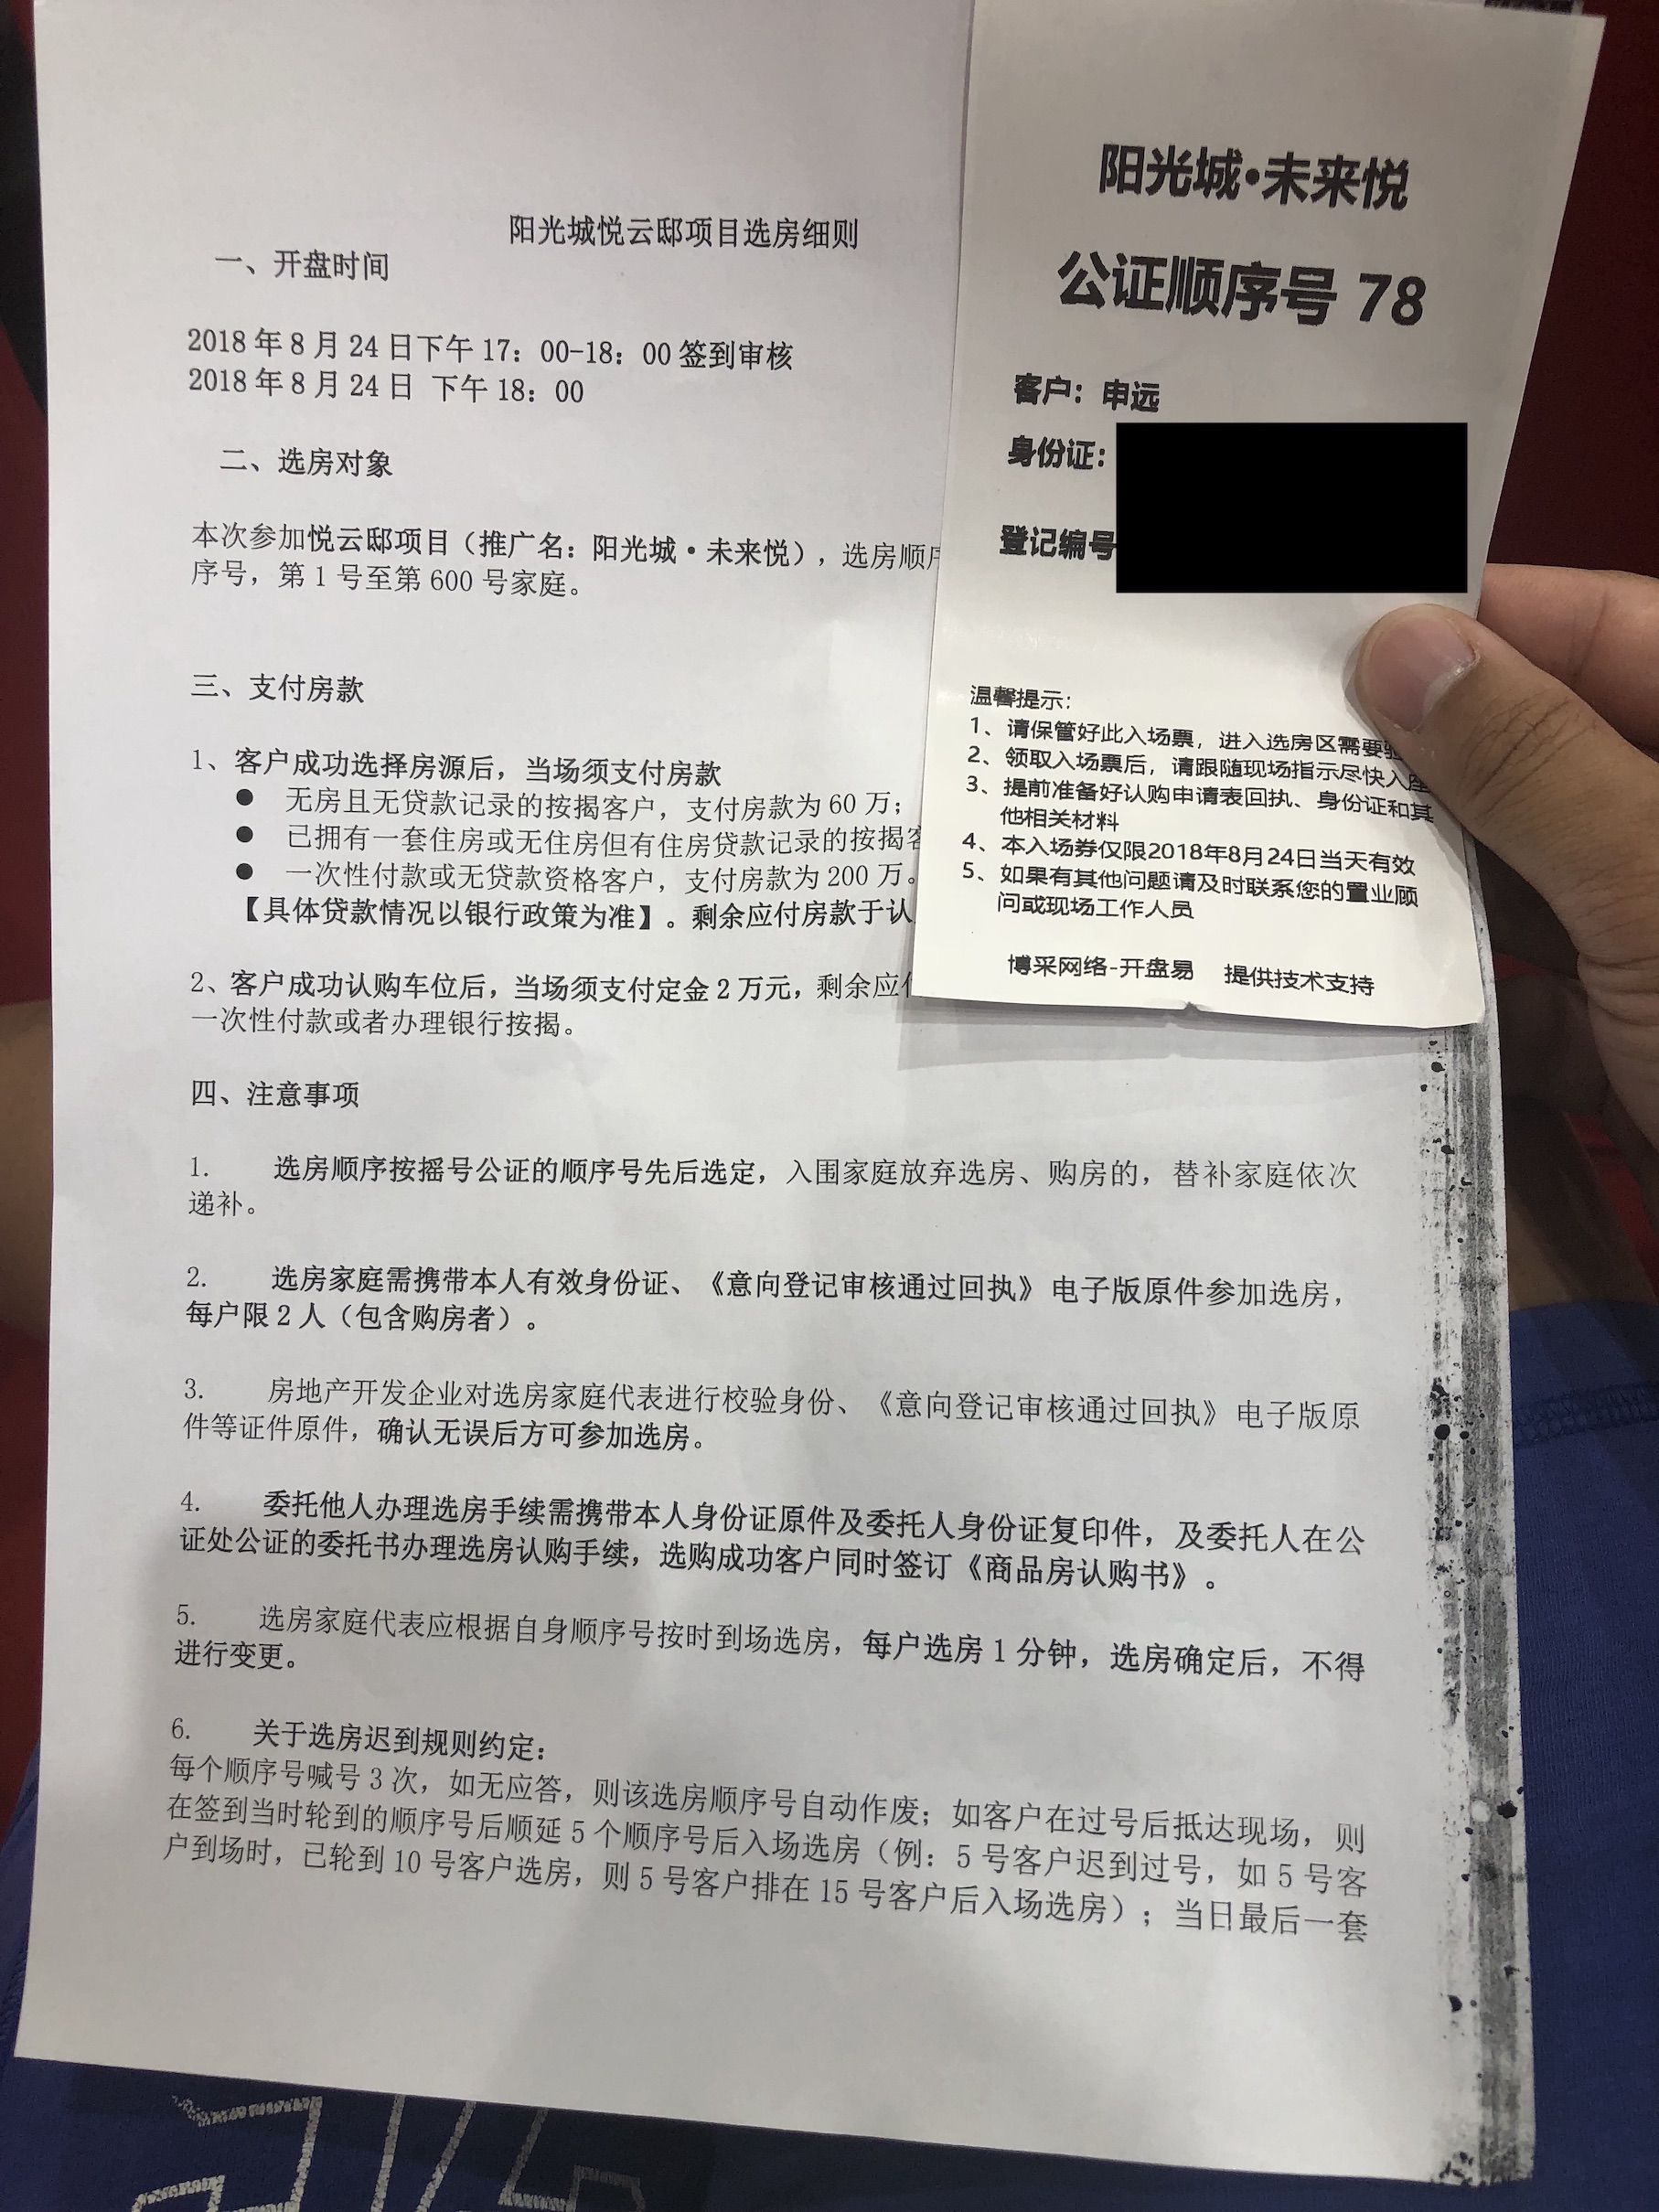 阳光城悦云邸项目选房细则
一、开盘时间
2018年8月24日下午17：00-18：00签到审核
2018年8月24日 下午18：00
二、选房对象
本次参加悦云邸项目（推广名：阳光城·未来悦），选房顺序
序号，第1号至第600号家庭。
三、支付房款
1、客户成功选择房源后，当场须支付房款
● 无房且无贷款记录的按揭客户，支付房款为60万；
● 已拥有一套住房或无住房但有住房贷款记录的按揭客
● 一次性付款或无贷款资格客户，支付房款为200万。
【具体贷款情况以银行政策为准】。剩余应付房款于认
2、客户成功认购车位后，当场须支付定金2万元，剩余应付
一次性付款或者办理银行按揭。
四、注意事项
1. 选房顺序按摇号公证的顺序号先后选定，入围家庭放弃选房、购房的，替补家庭依次
递补。
2. 选房家庭需携带本人有效身份证、《意向登记审核通过回执》电子版原件参加选房，
每户限2人（包含购房者）。
3. 房地产开发企业对选房家庭代表进行校验身份、《意向登记审核通过回执》电子版原
件等证件原件，确认无误后方可参加选房。
4. 委托他人办理选房手续需携带本人身份证原件及委托人身份证复印件，及委托人在公
证处公证的委托书办理选房认购手续，选购成功客户同时签订《商品房认购书》。
5. 选房家庭代表应根据自身顺序号按时到场选房，每户选房1分钟，选房确定后，不得
进行变更。
6. 关于选房迟到规则约定：
每个顺序号喊号3次，如无应答，则该选房顺序号自动作废；如客户在过号后抵达现场，则
在签到当时轮到的顺序号后顺延5个顺序号后入场选房（例：5号客户迟到过号，如5号客
户到场时，已轮到10号客户选房，则5号客户排在15号客户后入场选房）；当日最后一套
阳光城·未来悦
公证顺序号 78
客户：申远
身份证：
登记编号
温馨提示：
1、请保管好此入场票，进入选房区需要
2、领取入场票后，请跟随现场指示尽快入座
3、提前准备好认购申请表回执、身份证和其
他相关材料
4、本入场券仅限2018年8月24日当天有效
5、如果有其他问题请及时联系您的置业顾
问或现场工作人员
博采网络-开盘易 提供技术支持